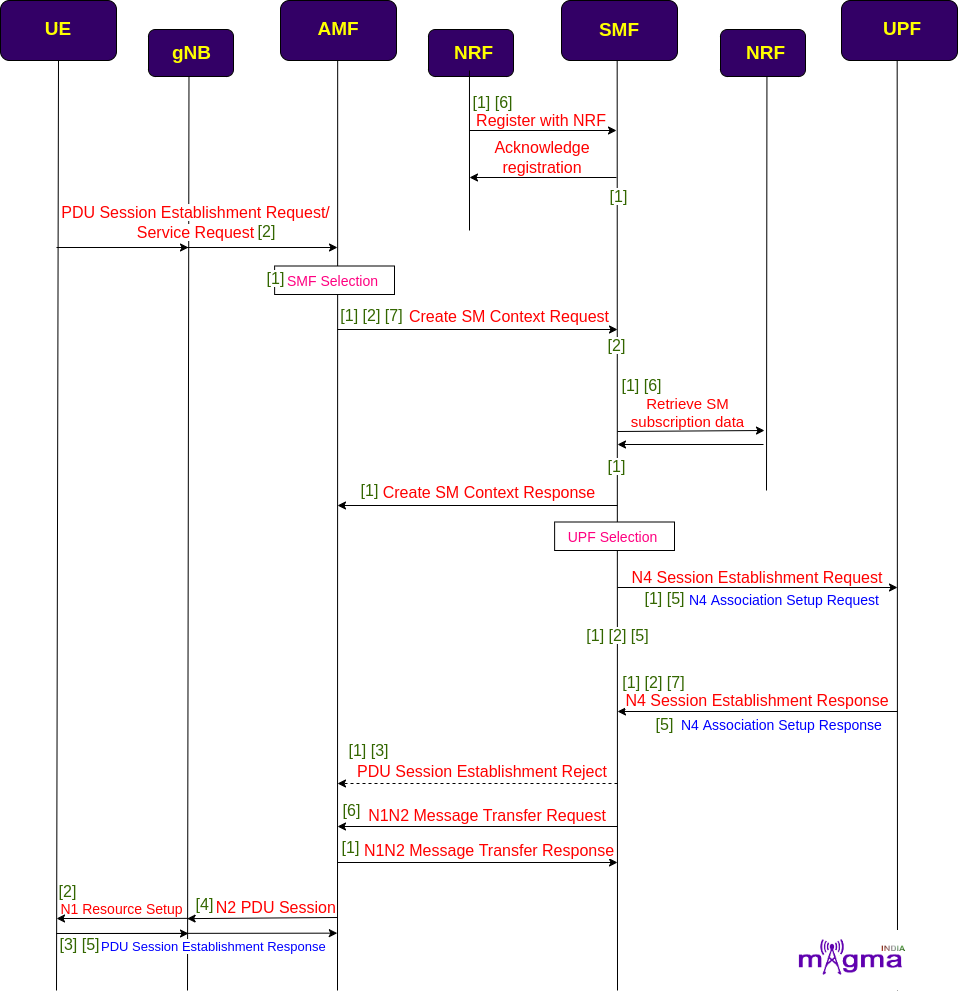 UE
gNB
AMF
NRF
SMF
NRF
UPF
[1] [6]
Register with NRF
Acknowledge
registration
[1]
PDU Session Establishment Request/
Service Request [2]
[1] SMF Selection
[1] [2] [7] Create SM Context Request
[2]
[1] [6]
Retrieve SM
subscription data
[1]
[1] Create SM Context Response
UPF Selection
N4 Session Establishment Request
[1] [5] N4 Association Setup Request
[1] [2] [5]
[1] [2] [7]
N4 Session Establishment Response
[5] N4 Association Setup Response
[1] [3]
PDU Session Establishment Reject
[6] N1N2 Message Transfer Request
[1] N1N2 Message Transfer Response
[2]
N1 Resource Setup
[4] N2 PDU Session
[3] [5] PDU Session Establishment Response
INDIA
magma